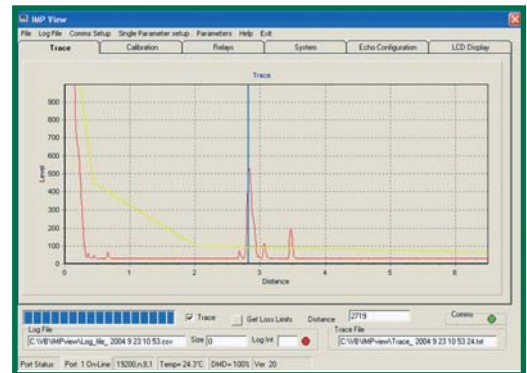 IMP View
File Log File Comms Setup Single Parameter setup Parameters Help Exit
Trace Calibration Relays System Echo Configuration LCD Display
Trace
900
800
700
600
500
400
300
200
100
0
Level
0 1 2 3 4 5 6
Distance
Trace Get Loss Limits Distance 2719 Comms
Log File Trace File
C:\VB\IMPview\Log_file_ 2004 9 23 10 53.csv Size 0 Log Int C:\VB\IMPview\Trace_ 2004 9 23 10 53 24.txt
Port Status Port 1 On-Line 19200,n,8,1 Temp= 24.3°C DMD= 100% Ver 20